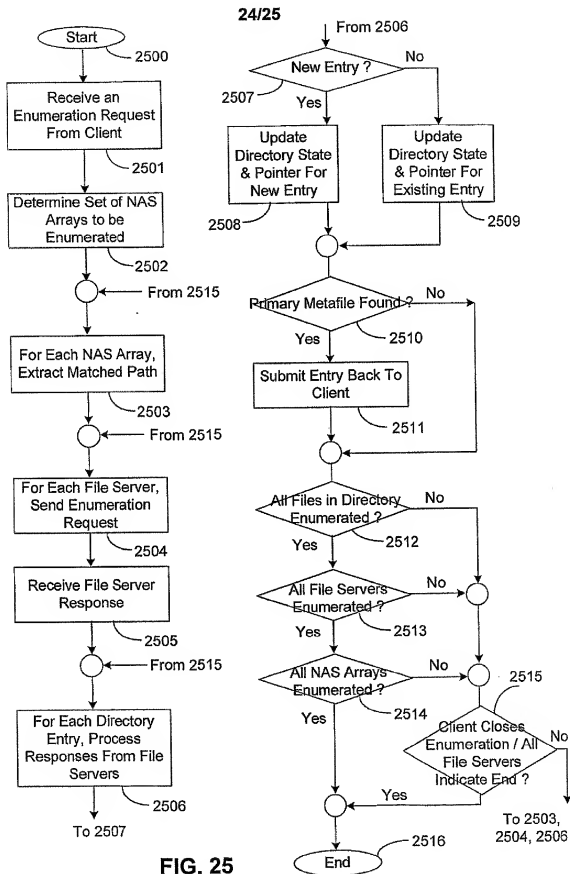 24/25
Start
2500
Receive an
Enumeration Request
From Client
2501
Determine Set of NAS
Arrays to be
Enumerated
2502
From 2515
For Each NAS Array,
Extract Matched Path
2503
From 2515
For Each File Server,
Send Enumeration
Request
2504
Receive File Server
Response
2505
From 2515
For Each Directory
Entry, Process
Responses From File
Servers
2506
To 2507
From 2506
New Entry ?
No
2507
Yes
Update
Directory State
& Pointer For
New Entry
2508
Update
Directory State
& Pointer For
Existing Entry
2509
Primary Metafile Found ?
No
2510
Yes
Submit Entry Back To
Client
2511
All Files in Directory
Enumerated ?
No
2512
Yes
All File Servers
Enumerated ?
No
2513
Yes
All NAS Arrays
Enumerated ?
No
2514
Yes
2515
Client Closes
Enumeration / All
File Servers
Indicate End ?
No
Yes
To 2503,
2504, 2506
2516
End
FIG. 25